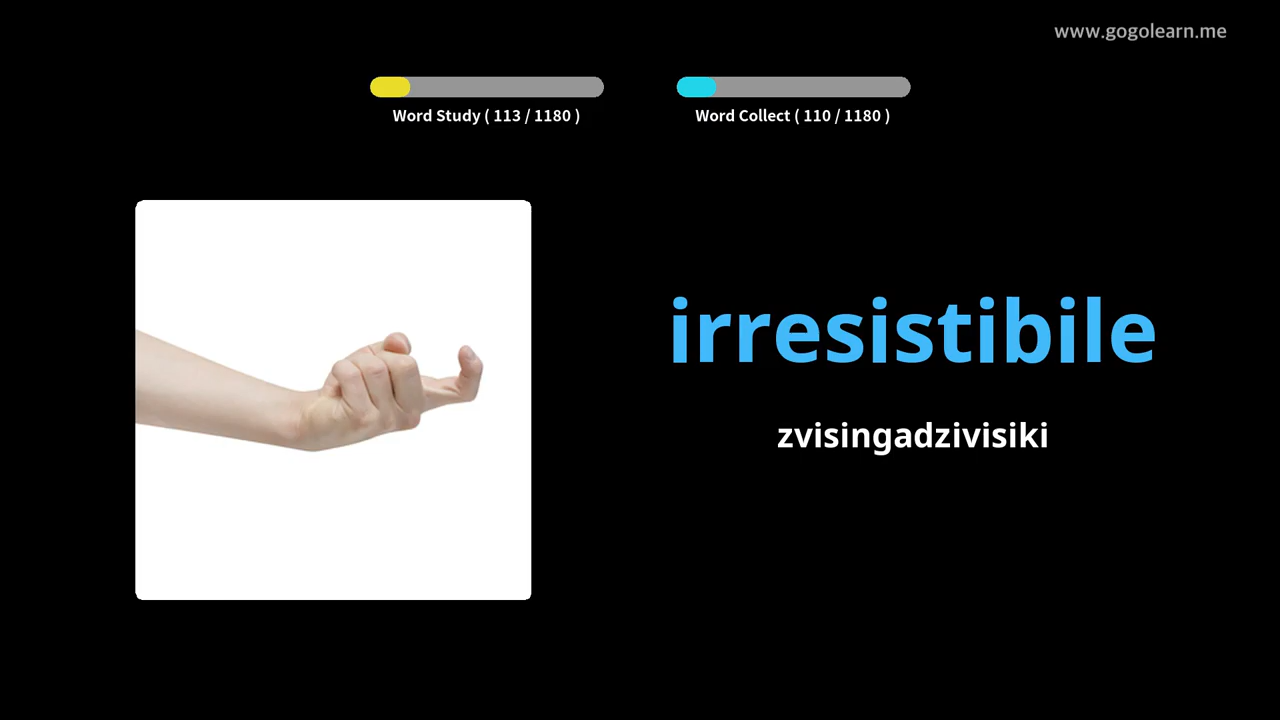 www.gogolearn.me
Word Study ( 113 / 1180 )
Word Collect ( 110 / 1180 )
irresistibile
zvisingadzivisiki